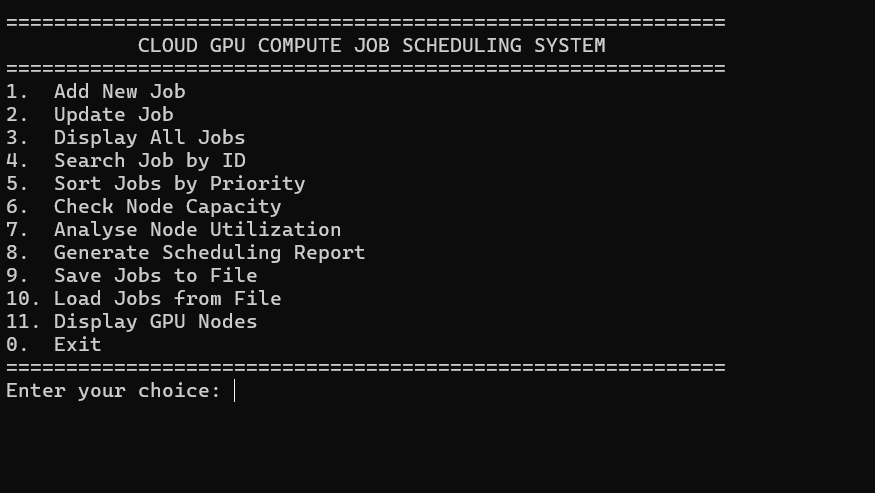 ============================================================
           CLOUD GPU COMPUTE JOB SCHEDULING SYSTEM
============================================================
1.  Add New Job
2.  Update Job
3.  Display All Jobs
4.  Search Job by ID
5.  Sort Jobs by Priority
6.  Check Node Capacity
7.  Analyse Node Utilization
8.  Generate Scheduling Report
9.  Save Jobs to File
10. Load Jobs from File
11. Display GPU Nodes
0.  Exit
============================================================
Enter your choice: